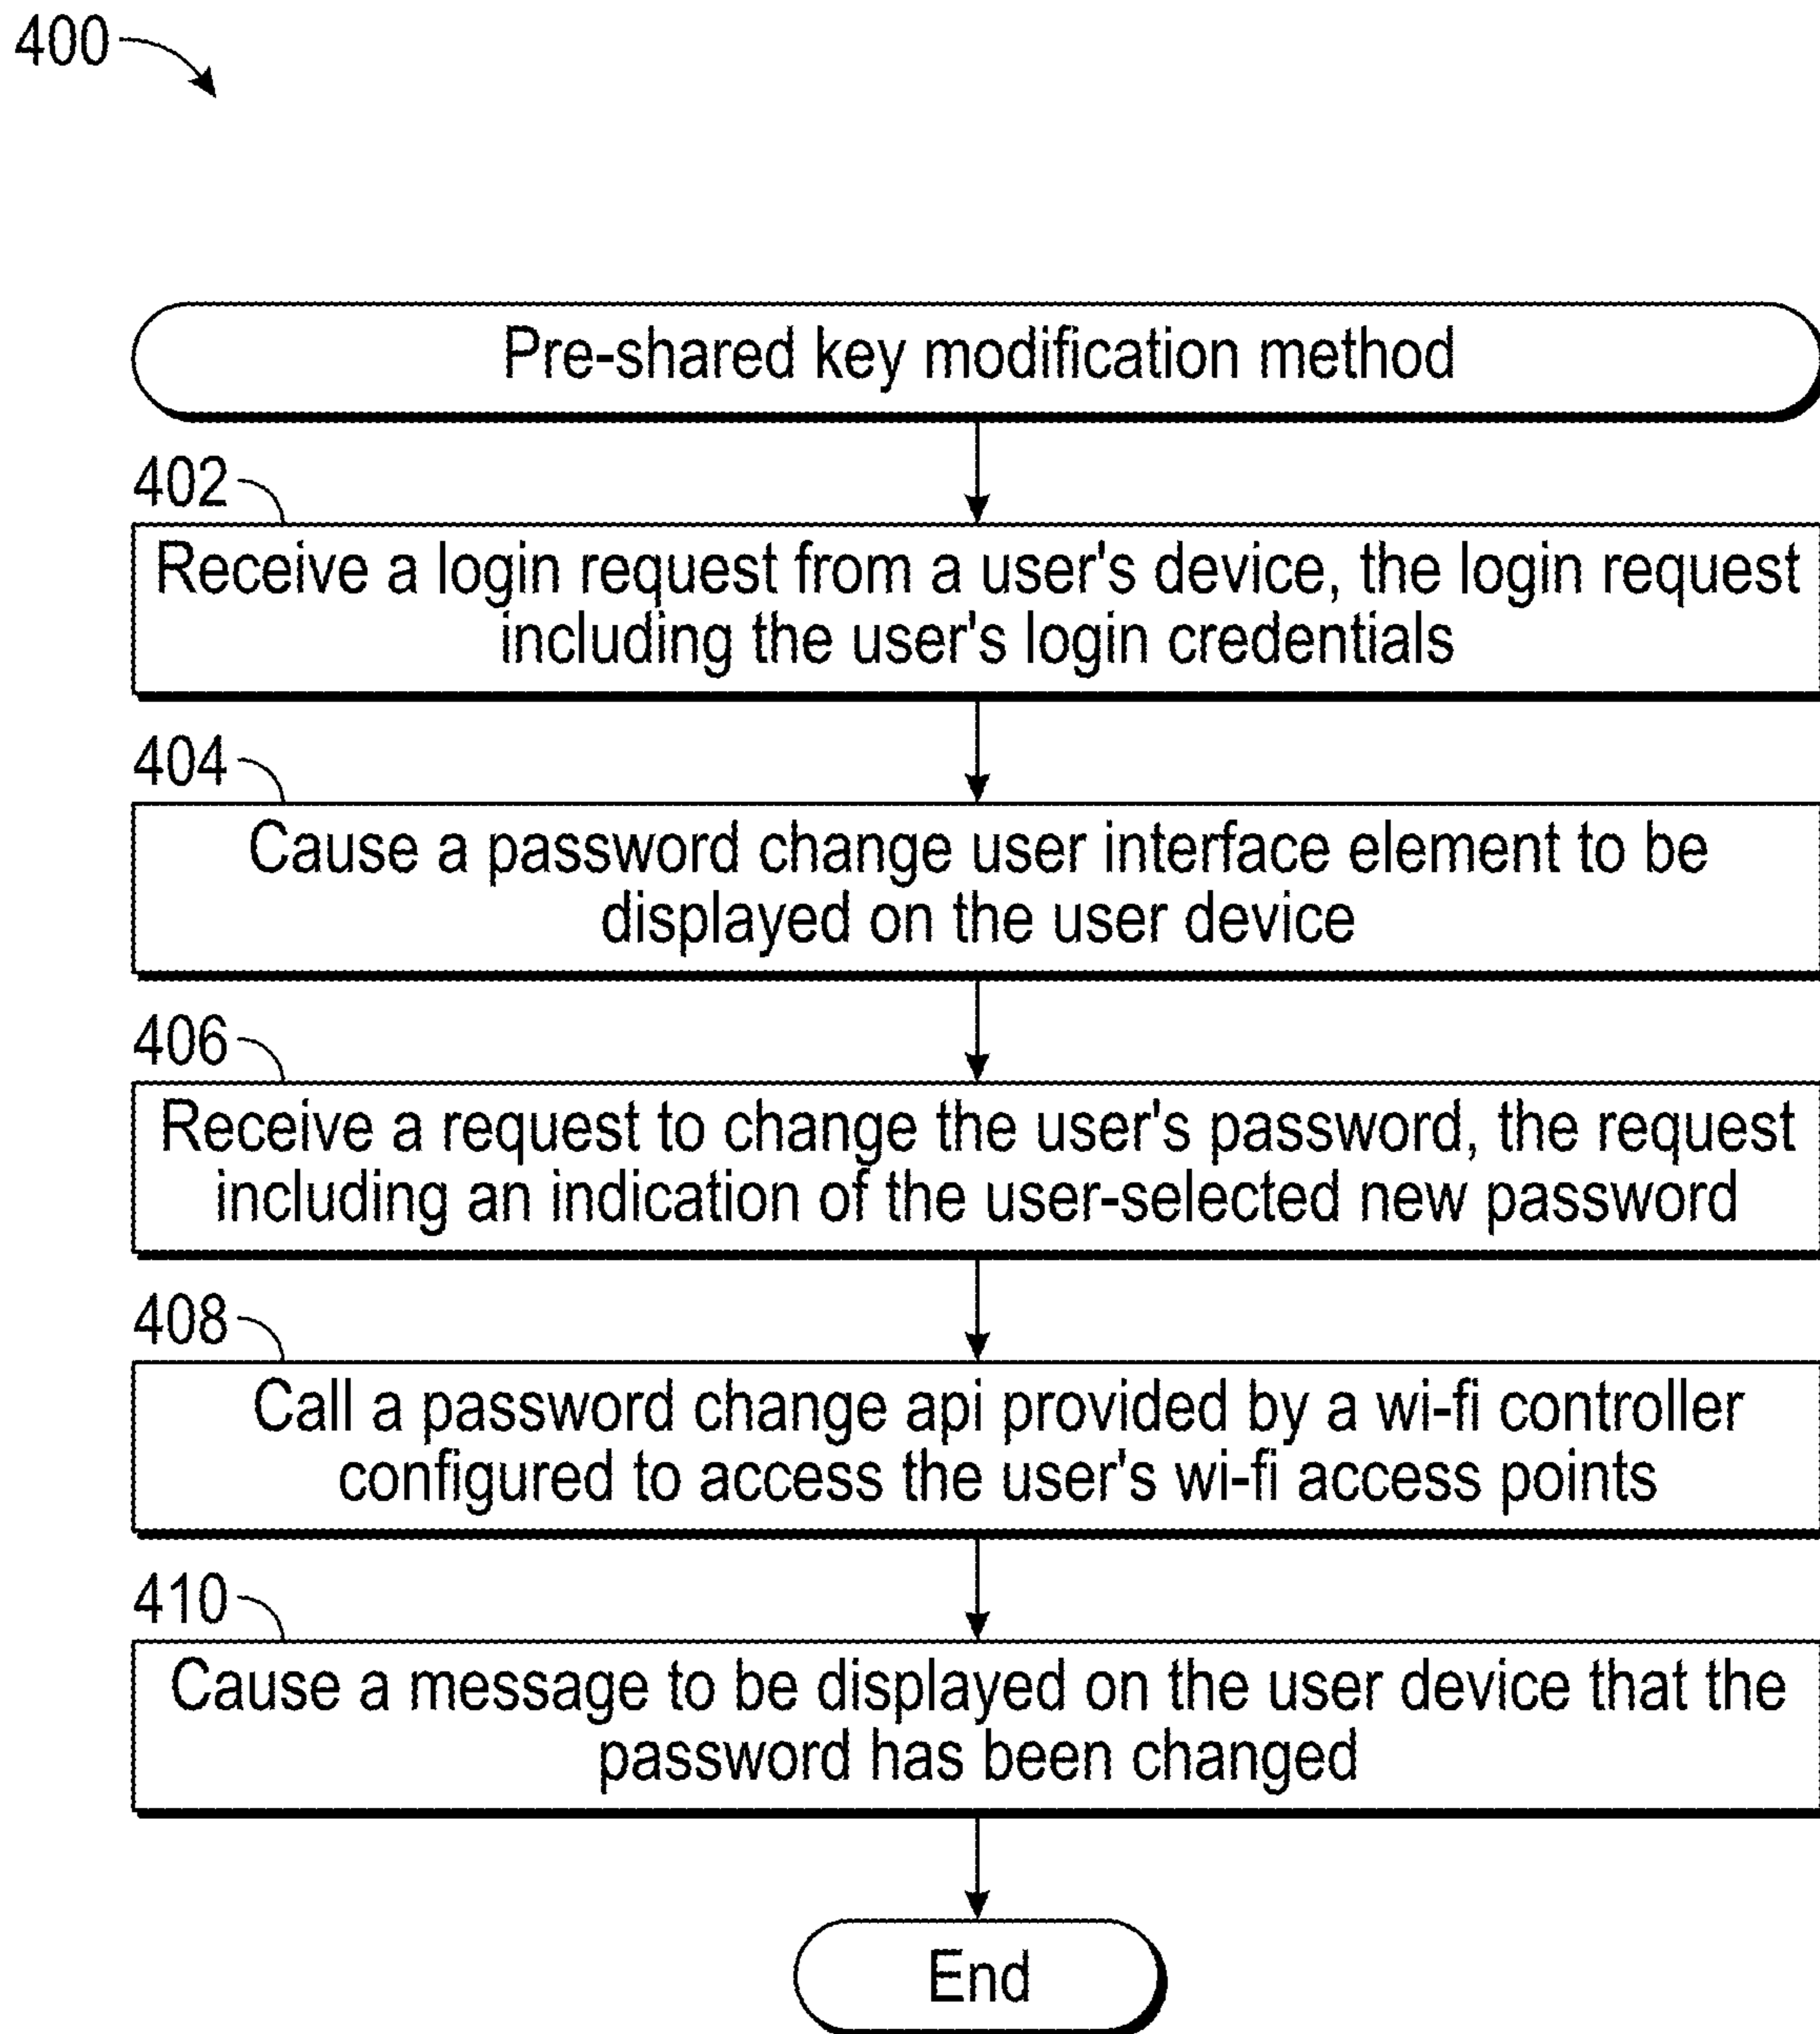 400
Pre-shared key modification method
402
Receive a login request from a user's device, the login request
including the user's login credentials
404
Cause a password change user interface element to be
displayed on the user device
406
Receive a request to change the user's password, the request
including an indication of the user-selected new password
408
Call a password change api provided by a wi-fi controller
configured to access the user's wi-fi access points
410
Cause a message to be displayed on the user device that the
password has been changed
End